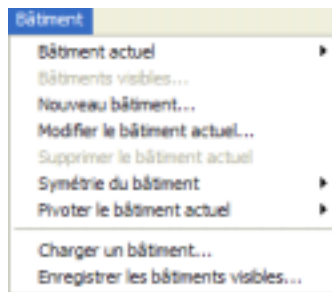 Bâtiment
Bâtiment actuel
Bâtiments visibles...
Nouveau bâtiment...
Modifier le bâtiment actuel...
Supprimer le bâtiment actuel
Symétrie du bâtiment
Pivoter le bâtiment actuel
Charger un bâtiment...
Enregistrer les bâtiments visibles...